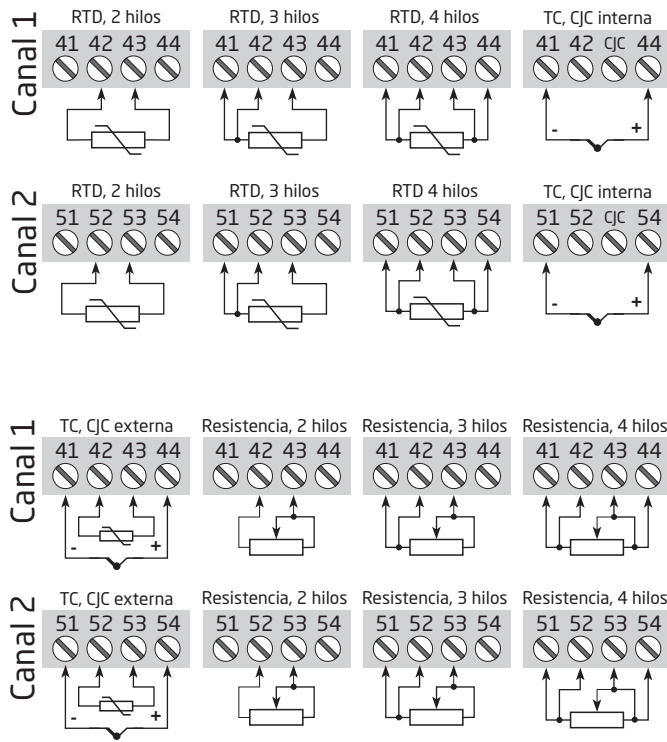 Canal 1
RTD, 2 hilos RTD, 3 hilos RTD, 4 hilos TC, CJC interna
41 42 43 44 41 42 43 44 41 42 43 44 41 42 CJC 44
- +
Canal 2
RTD, 2 hilos RTD, 3 hilos RTD 4 hilos TC, CJC interna
51 52 53 54 51 52 53 54 51 52 53 54 51 52 CJC 54
- +
Canal 1
TC, CJC externa Resistencia, 2 hilos Resistencia, 3 hilos Resistencia, 4 hilos
41 42 43 44 41 42 43 44 41 42 43 44 41 42 43 44
- +
Canal 2
TC, CJC externa Resistencia, 2 hilos Resistencia, 3 hilos Resistencia, 4 hilos
51 52 53 54 51 52 53 54 51 52 53 54 51 52 53 54
- +